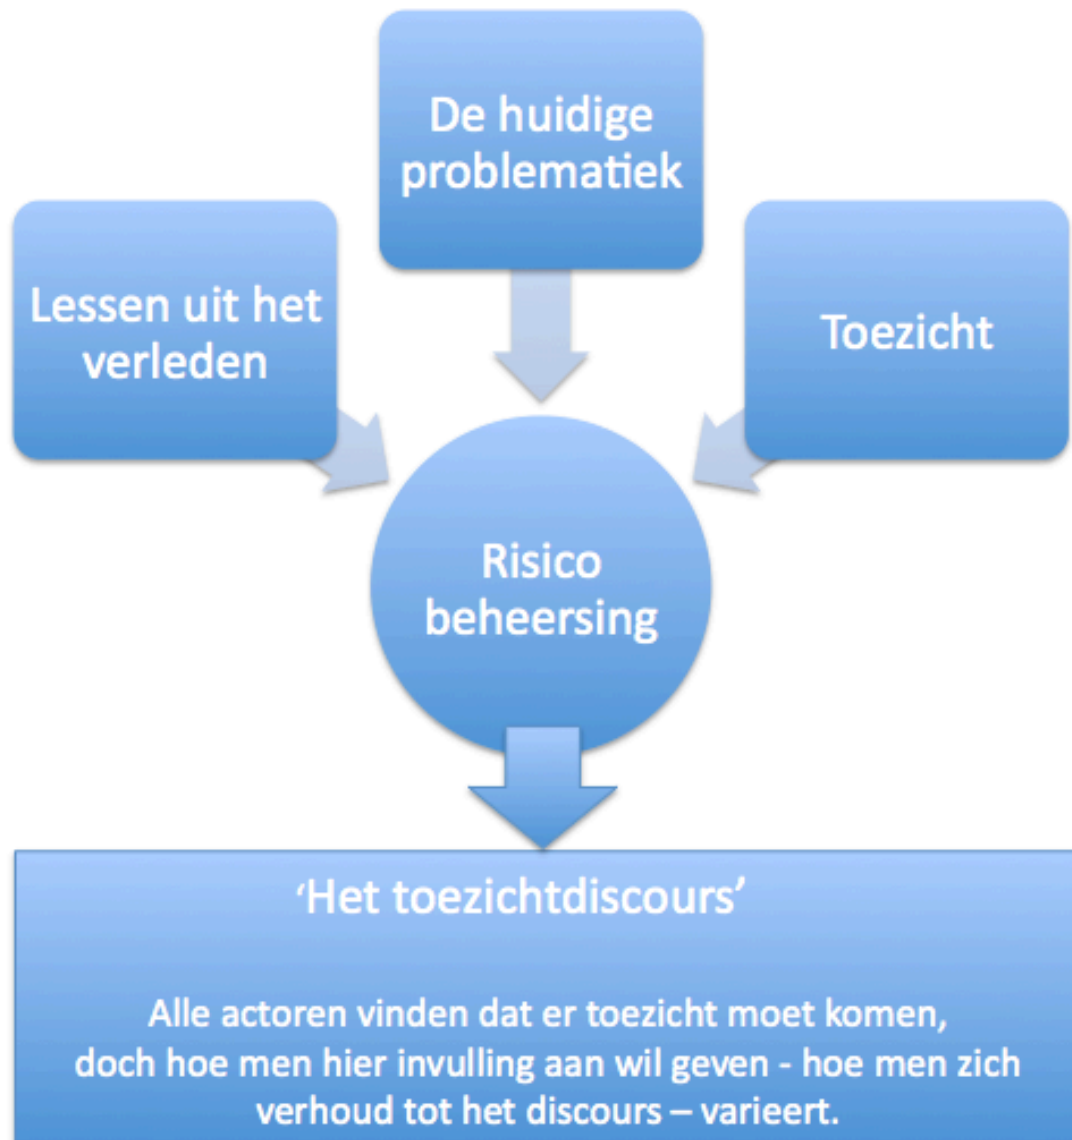 De huidige
problematiek
Lessen uit het
verleden
Toezicht
Risico
beheersing
‘Het toezichtdiscours’
Alle actoren vinden dat er toezicht moet komen,
doch hoe men hier invulling aan wil geven - hoe men zich
verhoud tot het discours – varieert.